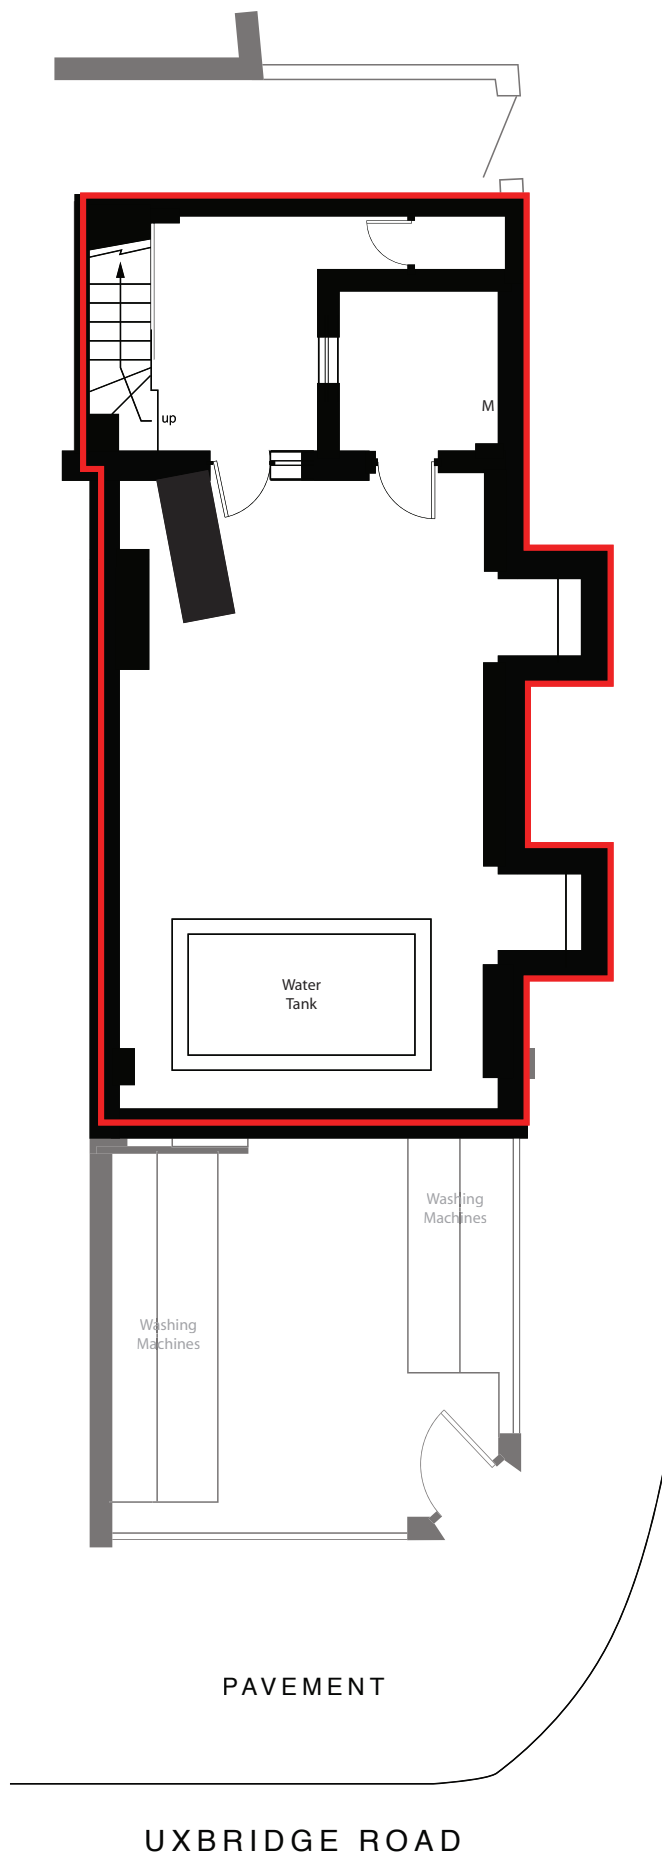 M
up
Water
Tank
Washing
Machines
Washing
Machines
PAVEMENT
UXBRIDGE ROAD